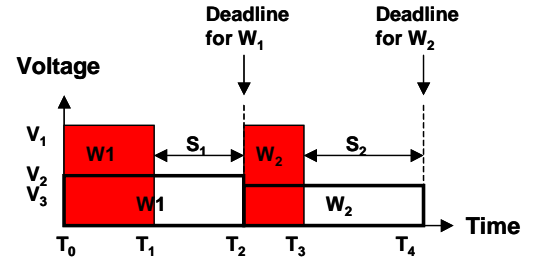 Deadline
for W1
Deadline
for W2
Voltage
V1
V2
V3
W1
S1
W2
S2
W1
W2
Time
T0
T1
T2
T3
T4